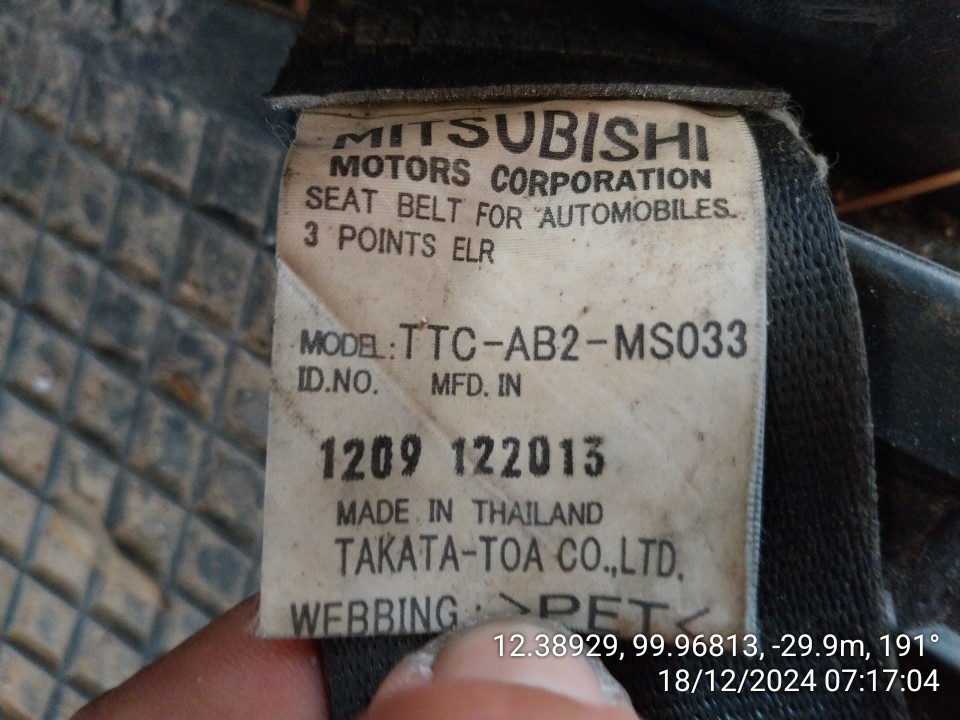 MITSUBISHI
MOTORS CORPORATION
SEAT BELT FOR AUTOMOBILES.
3 POINTS ELR
MODEL:TTC-AB2-MS033
ID.NO. MFD. IN
1209 122013
MADE IN THAILAND
TAKATA-TOA CO.,LTD.
WEBBING : >PET<
12.38929, 99.96813, -29.9m, 191°
18/12/2024 07:17:04